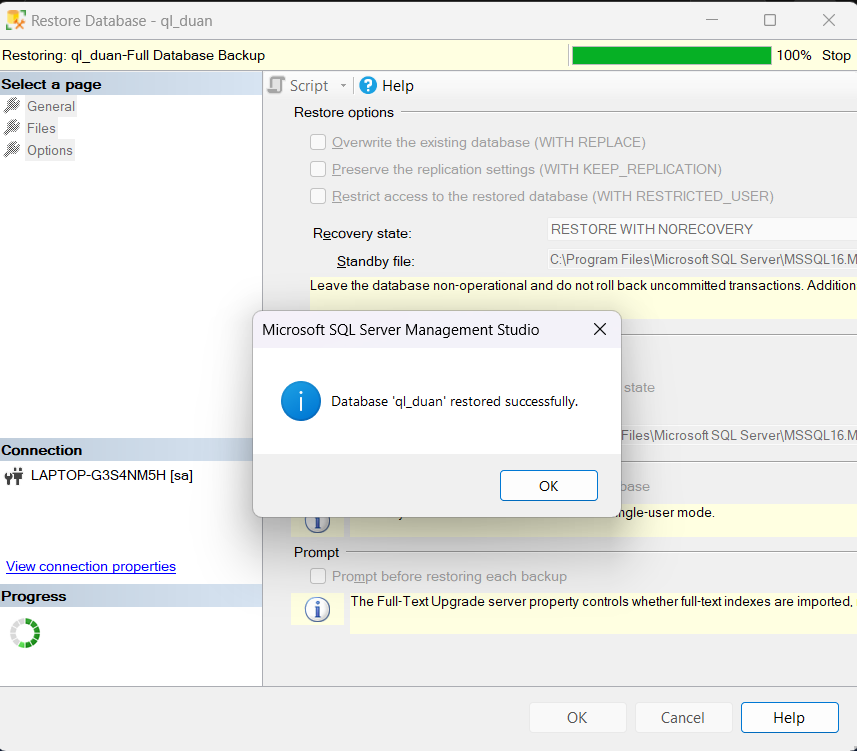 Restore Database - ql_duan
Restoring: ql_duan-Full Database Backup
100% Stop
Select a page
General
Files
Options
Script
Help
Restore options
Overwrite the existing database (WITH REPLACE)
Preserve the replication settings (WITH KEEP_REPLICATION)
Restrict access to the restored database (WITH RESTRICTED_USER)
Recovery state:
RESTORE WITH NORECOVERY
Standby file:
C:\Program Files\Microsoft SQL Server\MSSQL16.M
Leave the database non-operational and do not roll back uncommitted transactions. Addition
Microsoft SQL Server Management Studio
Database 'ql_duan' restored successfully.
OK
state
Files\Microsoft SQL Server\MSSQL16.M
single-user mode.
Connection
LAPTOP-G3S4NM5H [sa]
View connection properties
Progress
Prompt
Prompt before restoring each backup
The Full-Text Upgrade server property controls whether full-text indexes are imported,
OK
Cancel
Help